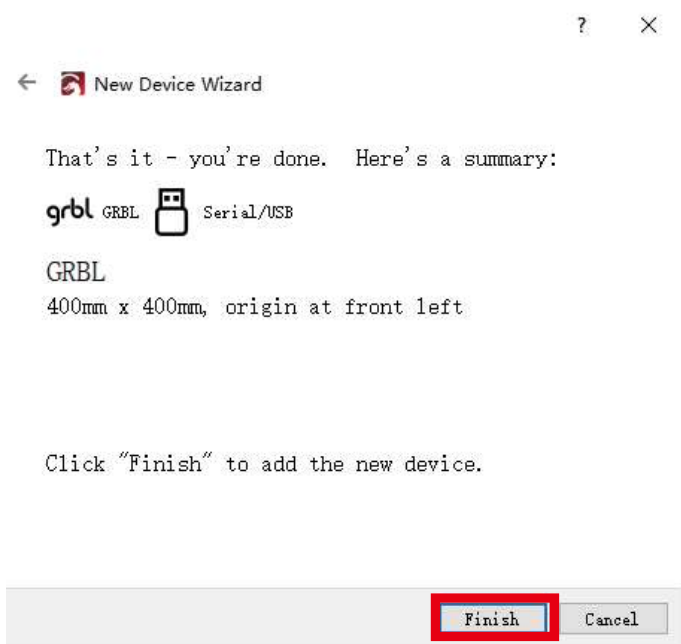 ?
New Device Wizard
That's it - you're done. Here's a summary:
grbl GRBL Serial/USB
GRBL
400mm x 400mm, origin at front left
Click "Finish" to add the new device.
Finish Cancel